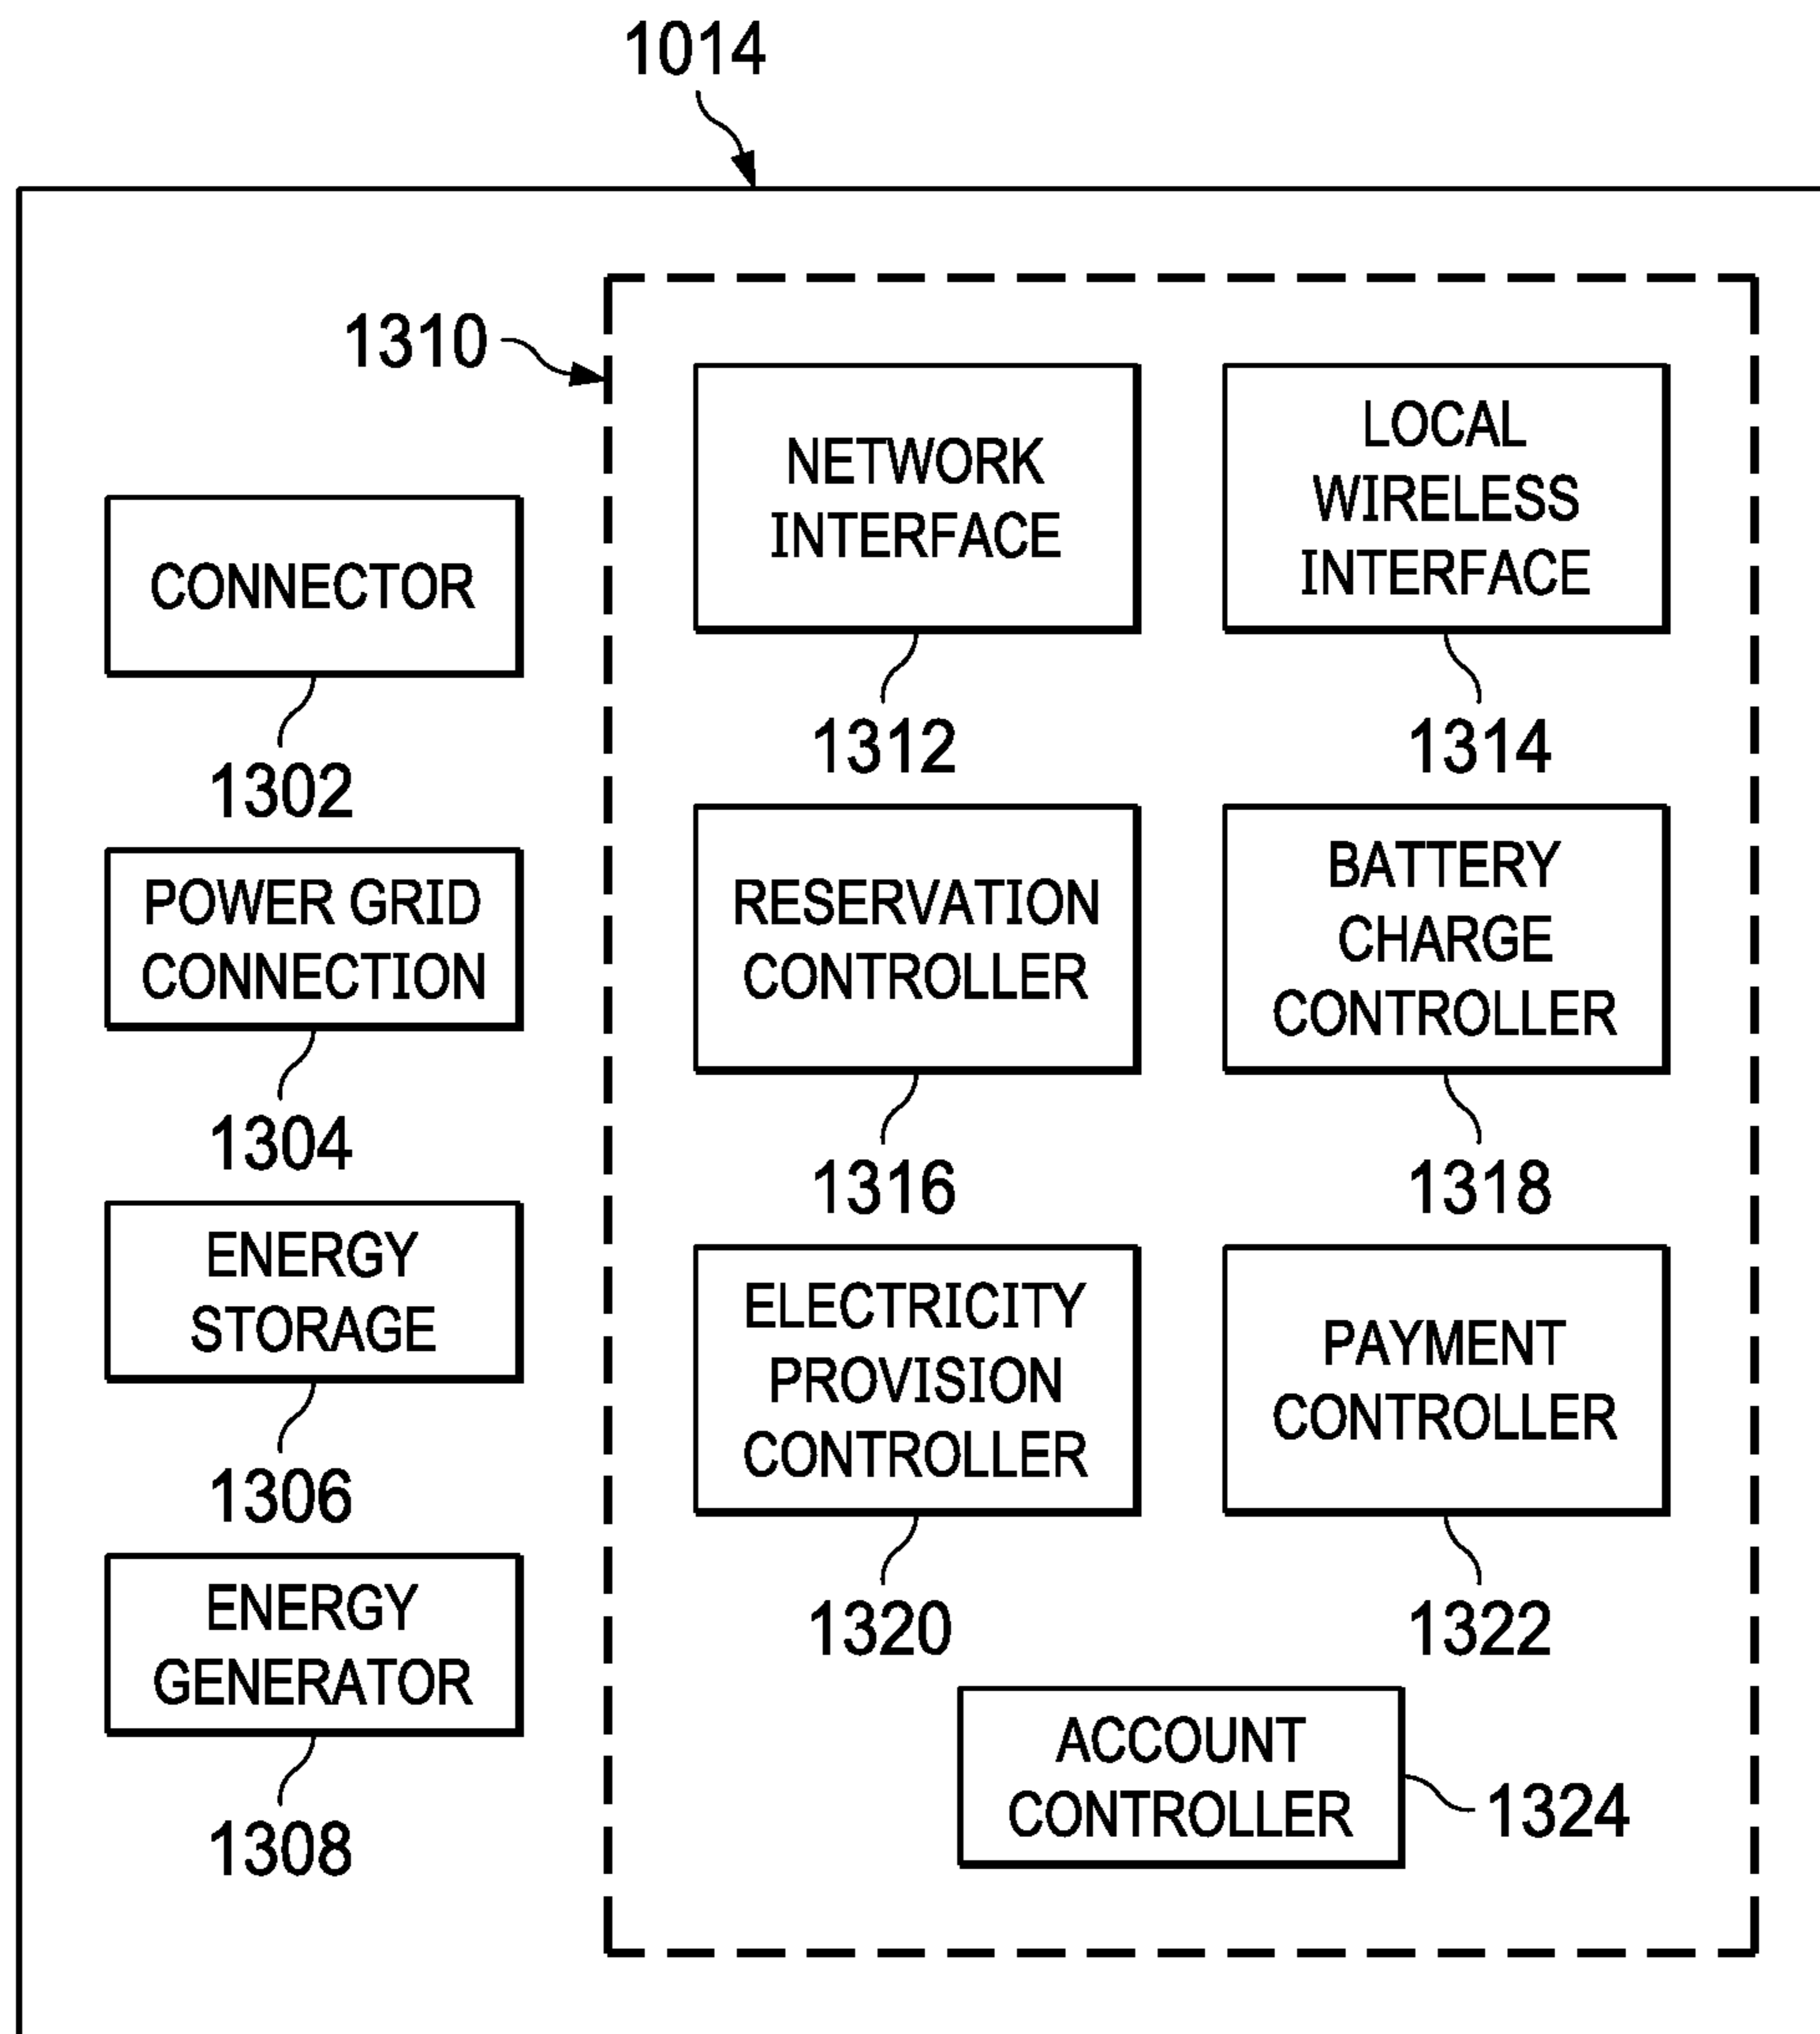 1014
1310
CONNECTOR
1302
POWER GRID
CONNECTION
1304
ENERGY
STORAGE
1306
ENERGY
GENERATOR
1308
NETWORK
INTERFACE
1312
LOCAL
WIRELESS
INTERFACE
1314
RESERVATION
CONTROLLER
1316
BATTERY
CHARGE
CONTROLLER
1318
ELECTRICITY
PROVISION
CONTROLLER
1320
PAYMENT
CONTROLLER
1322
ACCOUNT
CONTROLLER
1324